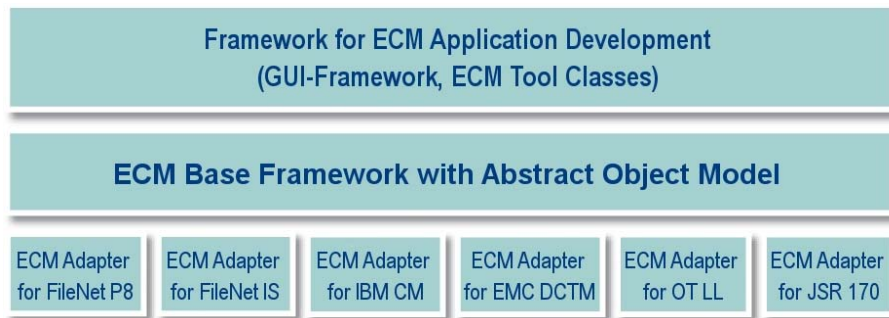 Framework for ECM Application Development
(GUI-Framework, ECM Tool Classes)
ECM Base Framework with Abstract Object Model
ECM Adapter
for FileNet P8
ECM Adapter
for FileNet IS
ECM Adapter
for IBM CM
ECM Adapter
for EMC DCTM
ECM Adapter
for OT LL
ECM Adapter
for JSR 170